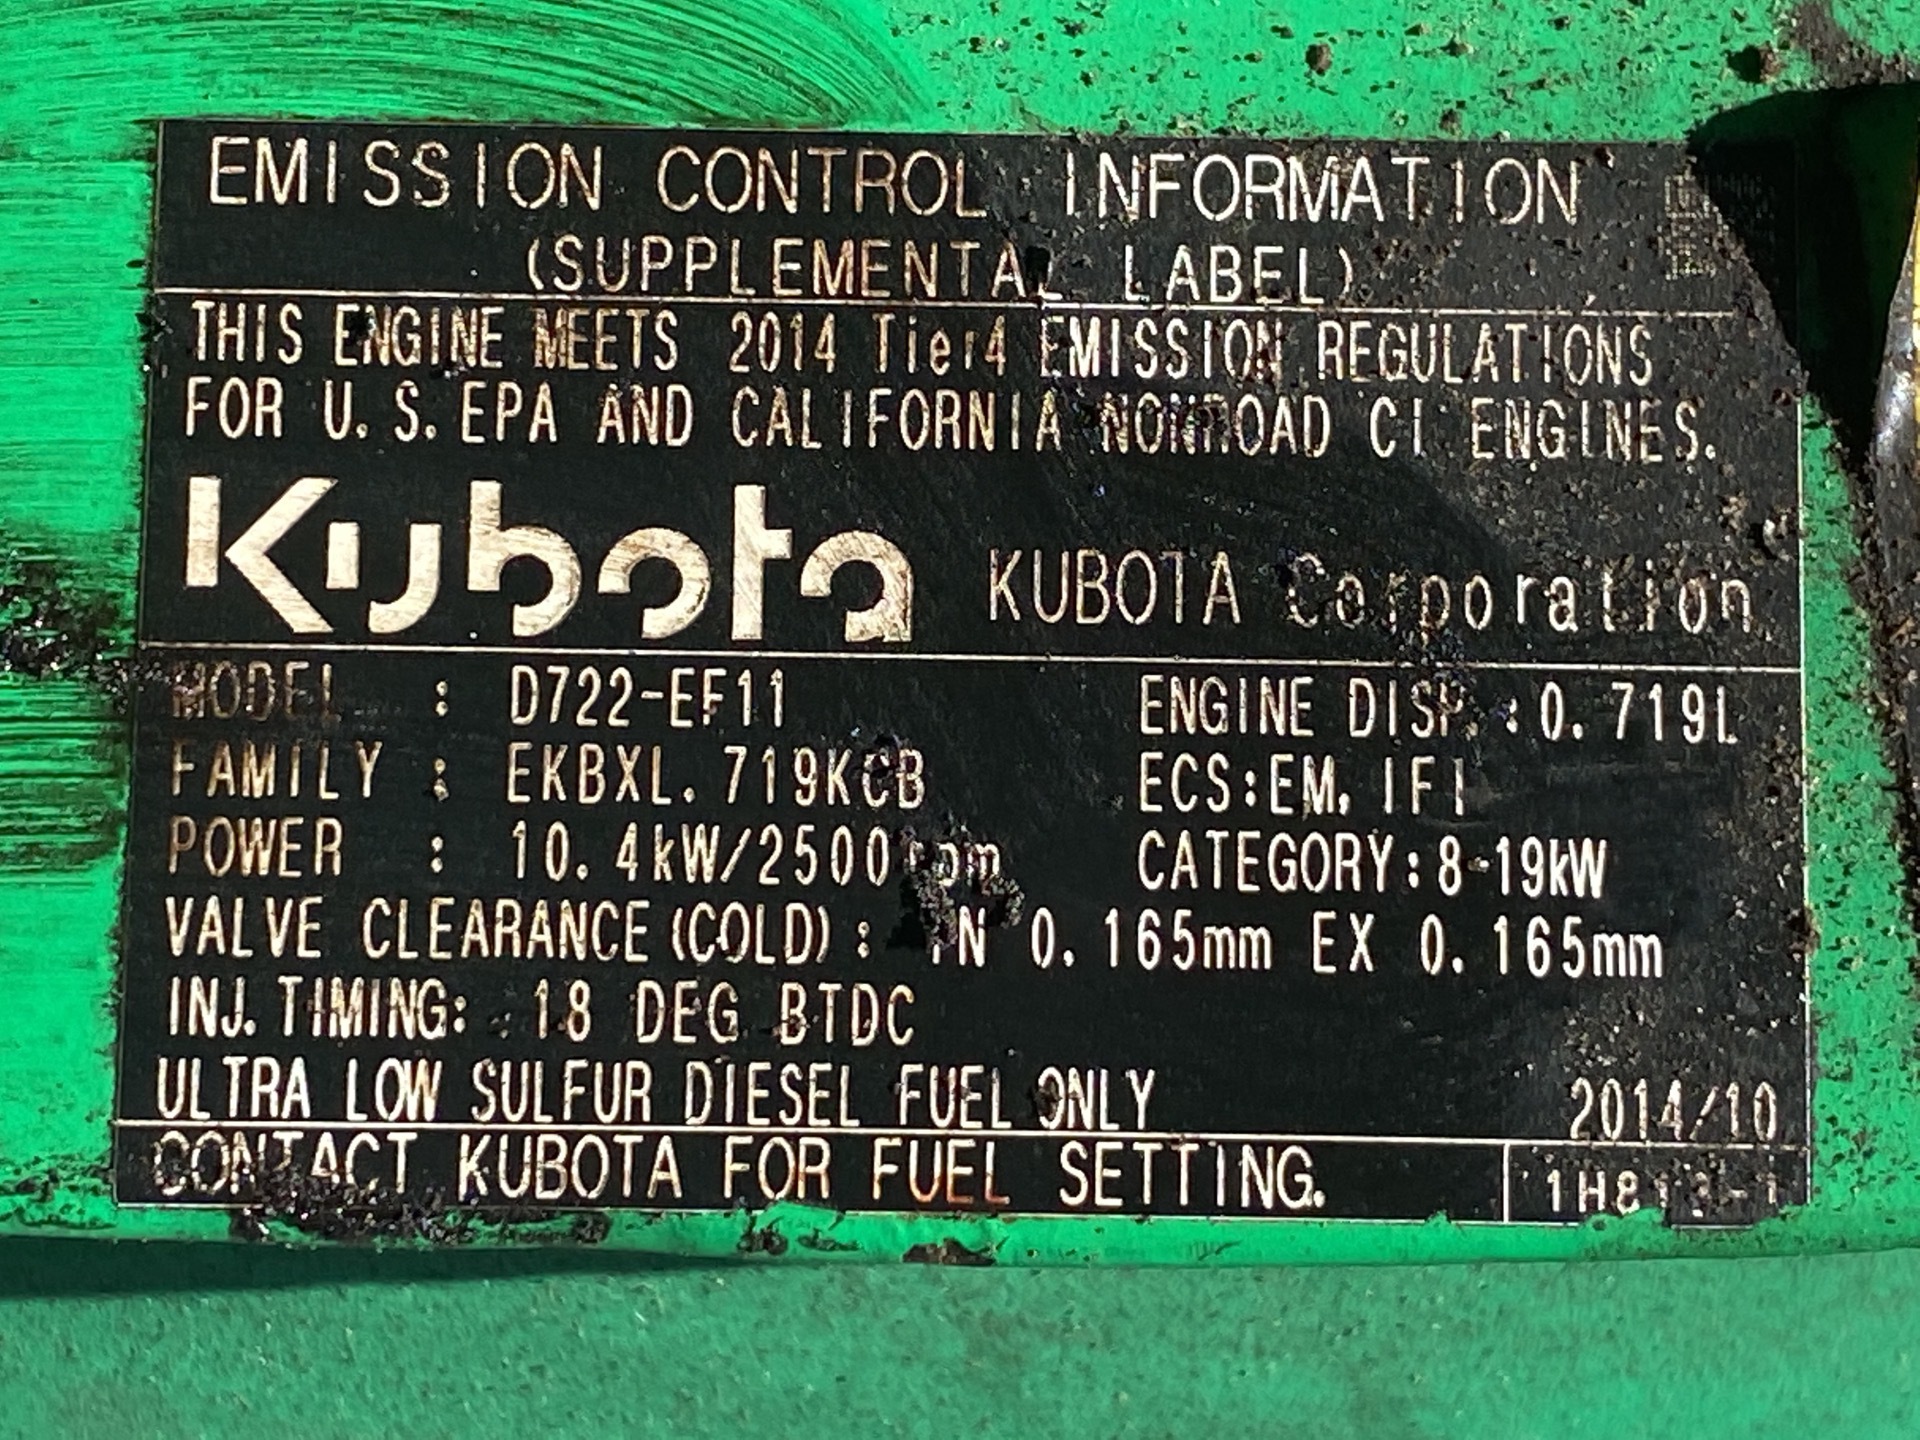 EMISSION CONTROL INFORMATION
(SUPPLEMENTAL LABEL)
THIS ENGINE MEETS 2014 Tier4 EMISSION REGULATIONS
FOR U.S.EPA AND CALIFORNIA NONROAD CI ENGINES.
Kubota KUBOTA Corporation
MODEL : D722-EF11 ENGINE DISP.:0.719L
FAMILY : EKBXL.719KCB ECS:EM, IFI
POWER : 10.4kW/2500rpm CATEGORY:8-19kW
VALVE CLEARANCE(COLD): IN 0.165mm EX 0.165mm
INJ.TIMING: 18 DEG BTDC
ULTRA LOW SULFUR DIESEL FUEL ONLY 2014/10
CONTACT KUBOTA FOR FUEL SETTING.